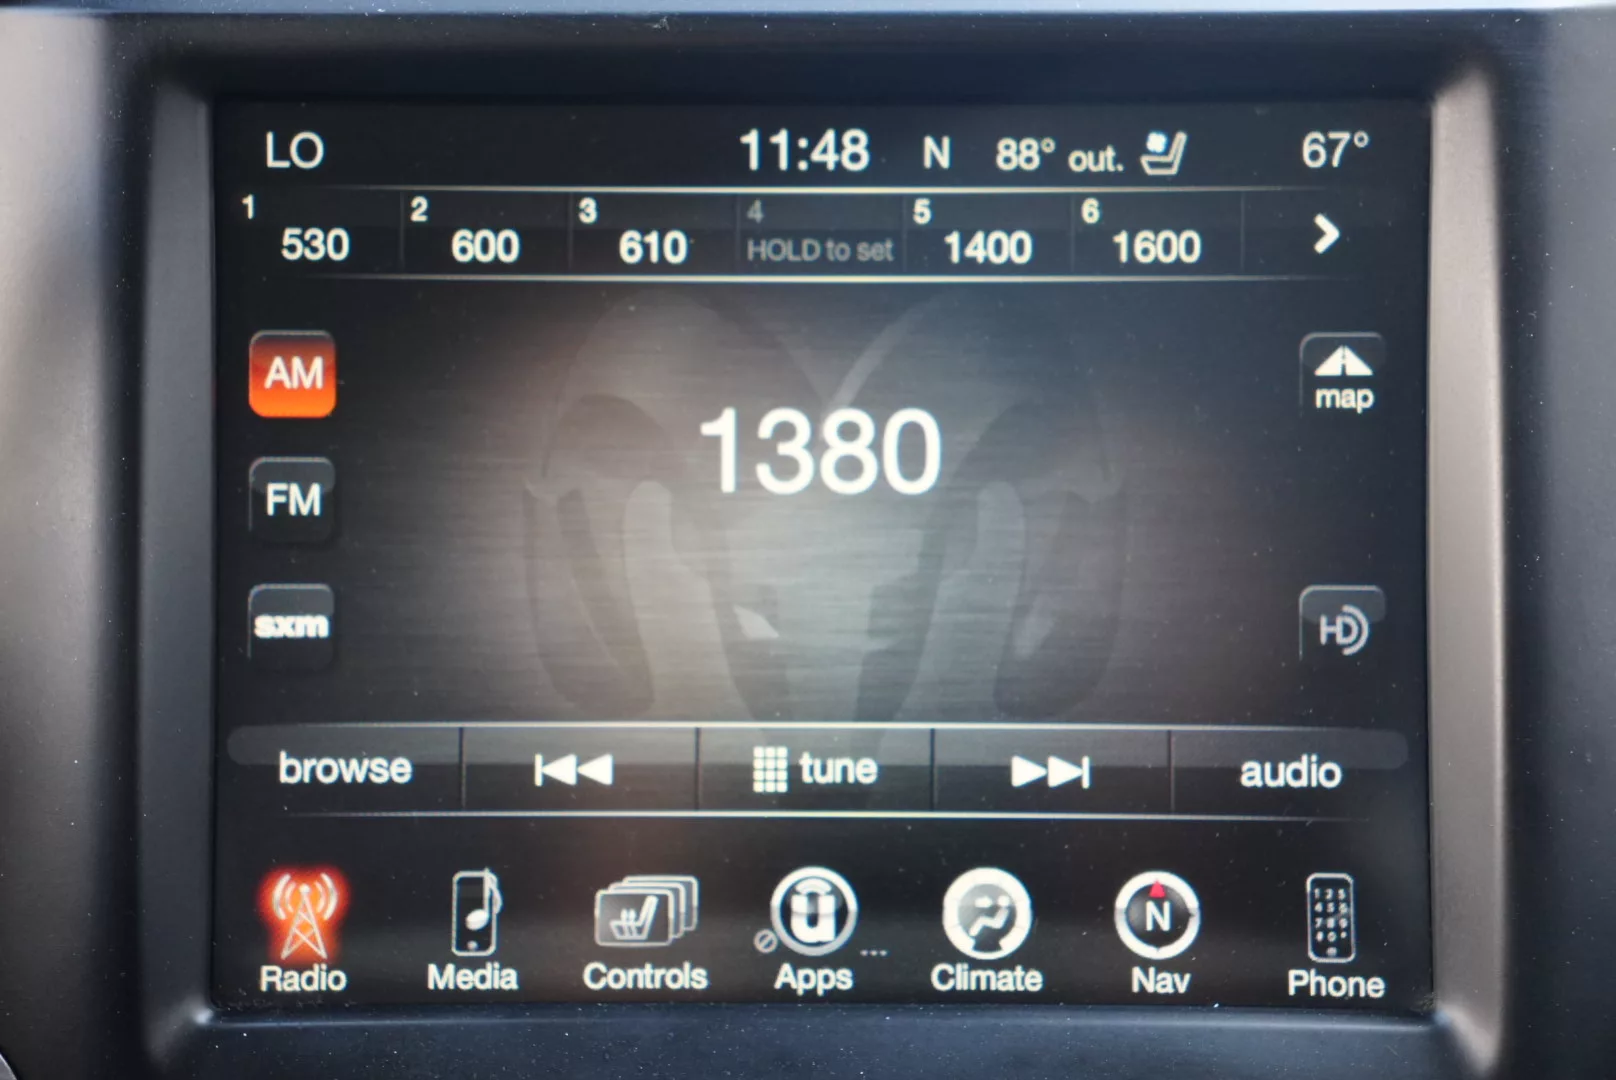 LO 11:48 N 88° out. 67°
1 530 2 600 3 610 4 HOLD to set 5 1400 6 1600
AM
map
1380
FM
sxm
HD
browse tune audio
N
Radio Media Controls Apps Climate Nav Phone